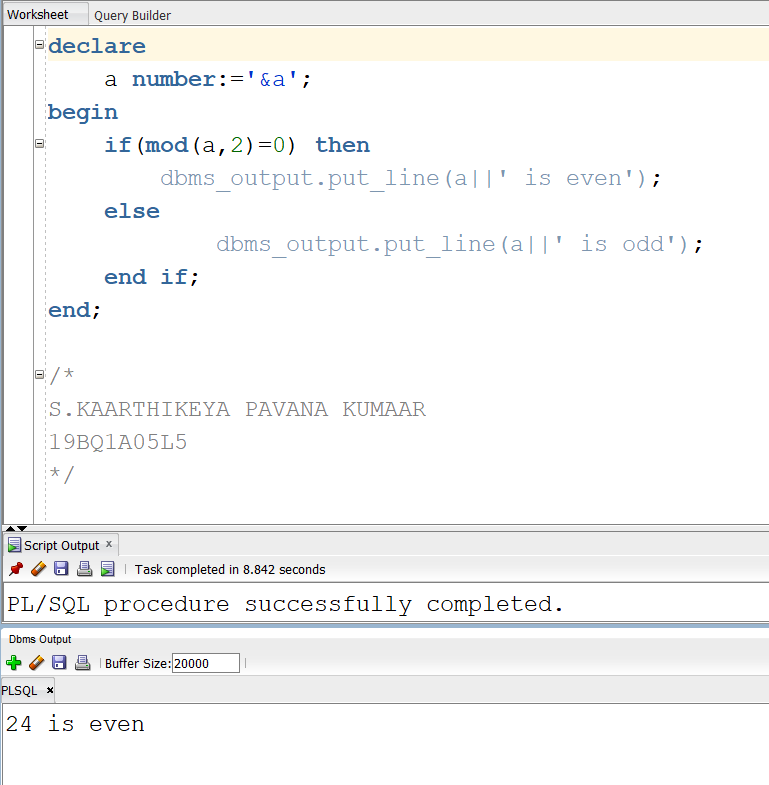 Worksheet Query Builder
declare
a number:='&a';
begin
if(mod(a,2)=0) then
dbms_output.put_line(a||' is even');
else
dbms_output.put_line(a||' is odd');
end if;
end;
/*
S.KAARTHIKEYA PAVANA KUMAAR
19BQ1A05L5
*/
Script Output ×
Task completed in 8.842 seconds
PL/SQL procedure successfully completed.
Dbms Output
Buffer Size: 20000
PLSQL ×
24 is even